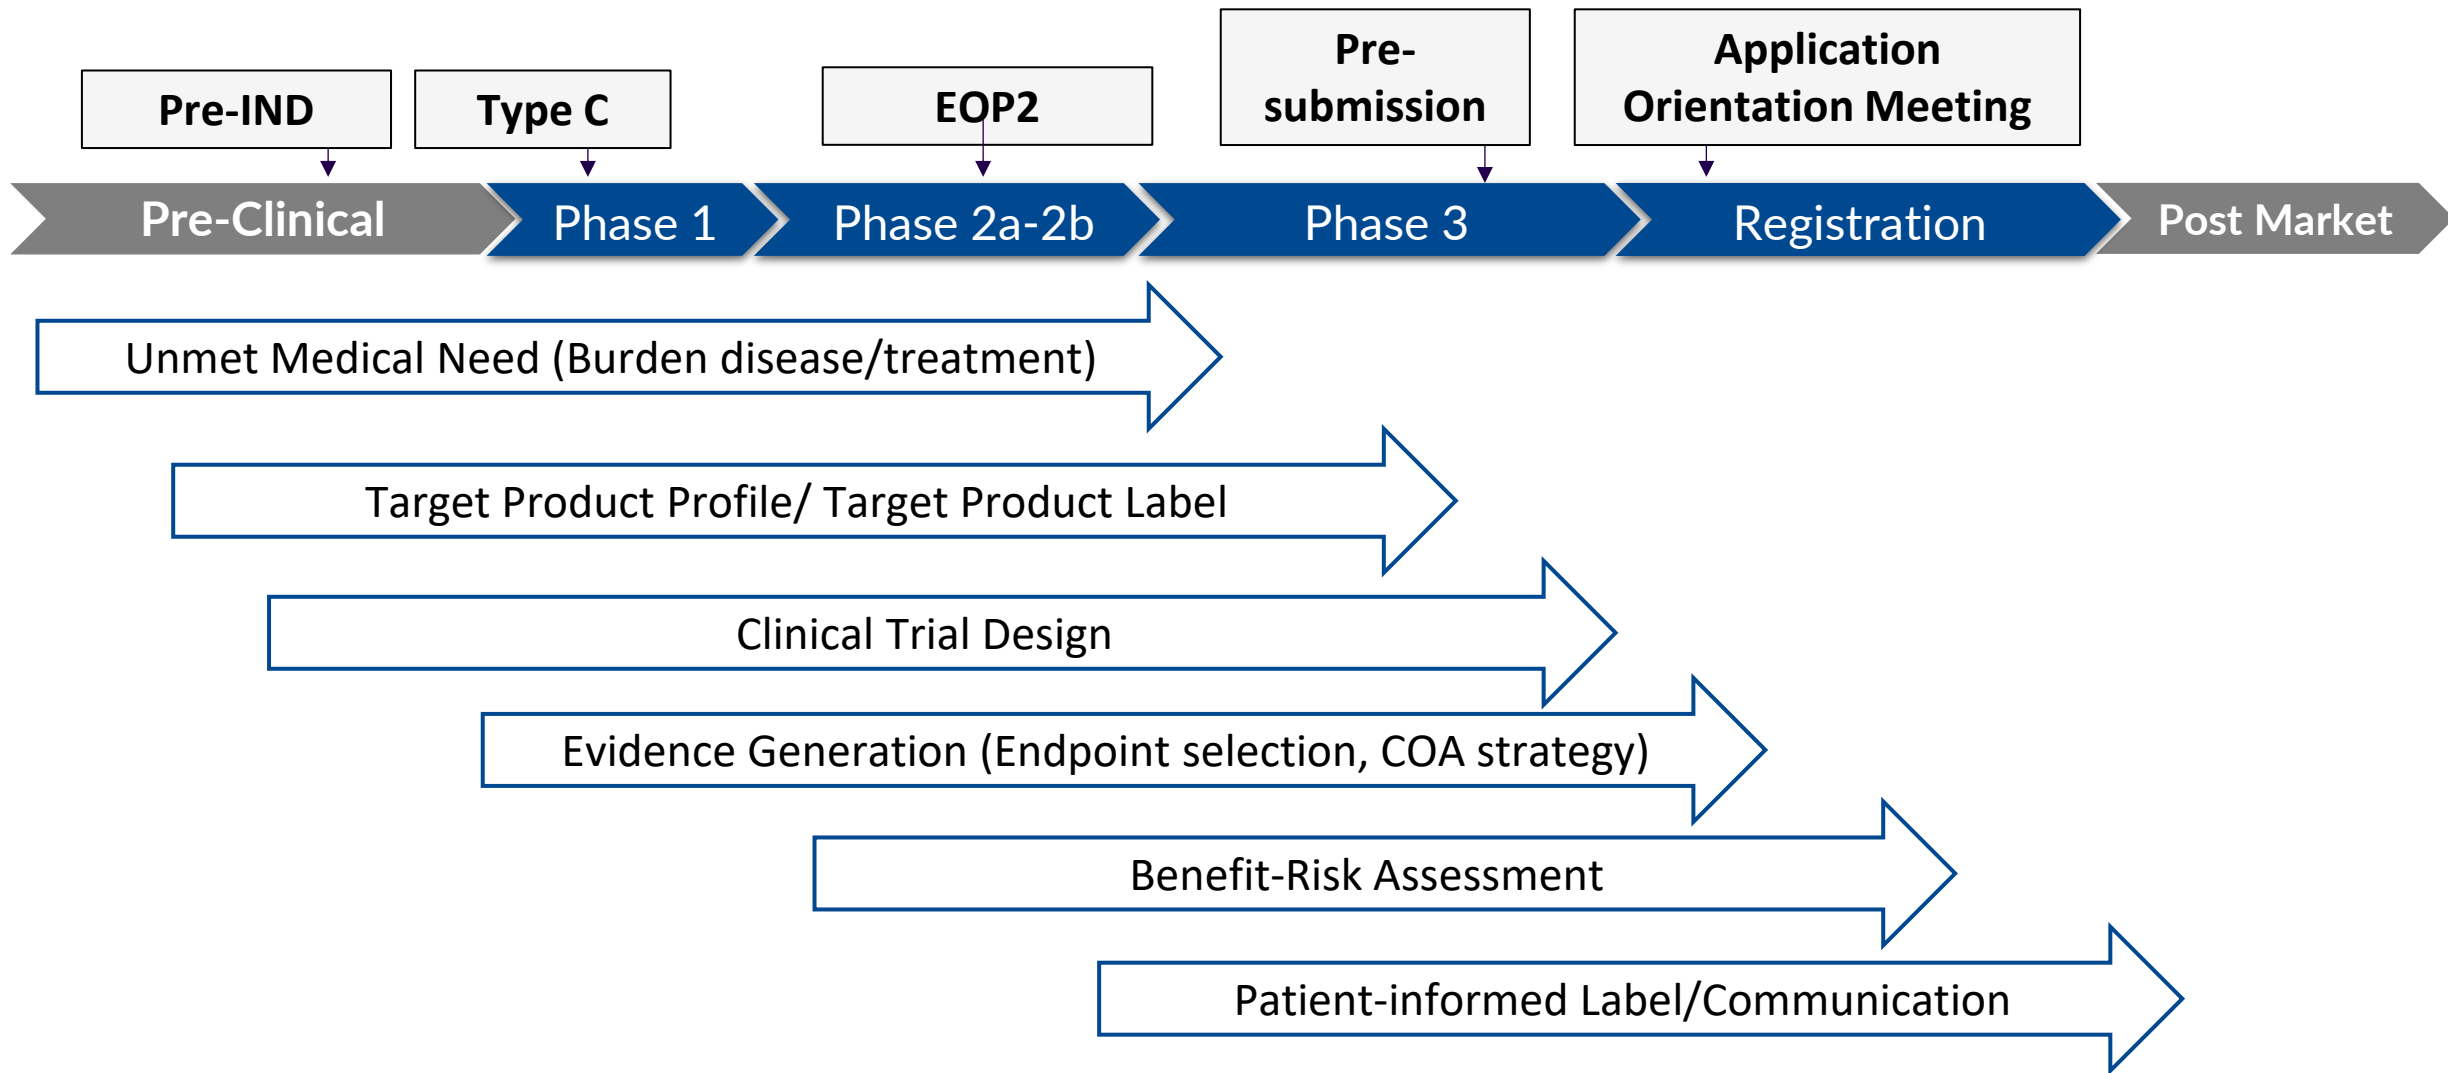 Pre-IND
Type C
EOP2
Pre-
submission
Application
Orientation Meeting
Pre-Clinical
Phase 1
Phase 2a-2b
Phase 3
Registration
Post Market
Unmet Medical Need (Burden disease/treatment)
Target Product Profile/ Target Product Label
Clinical Trial Design
Evidence Generation (Endpoint selection, COA strategy)
Benefit-Risk Assessment
Patient-informed Label/Communication